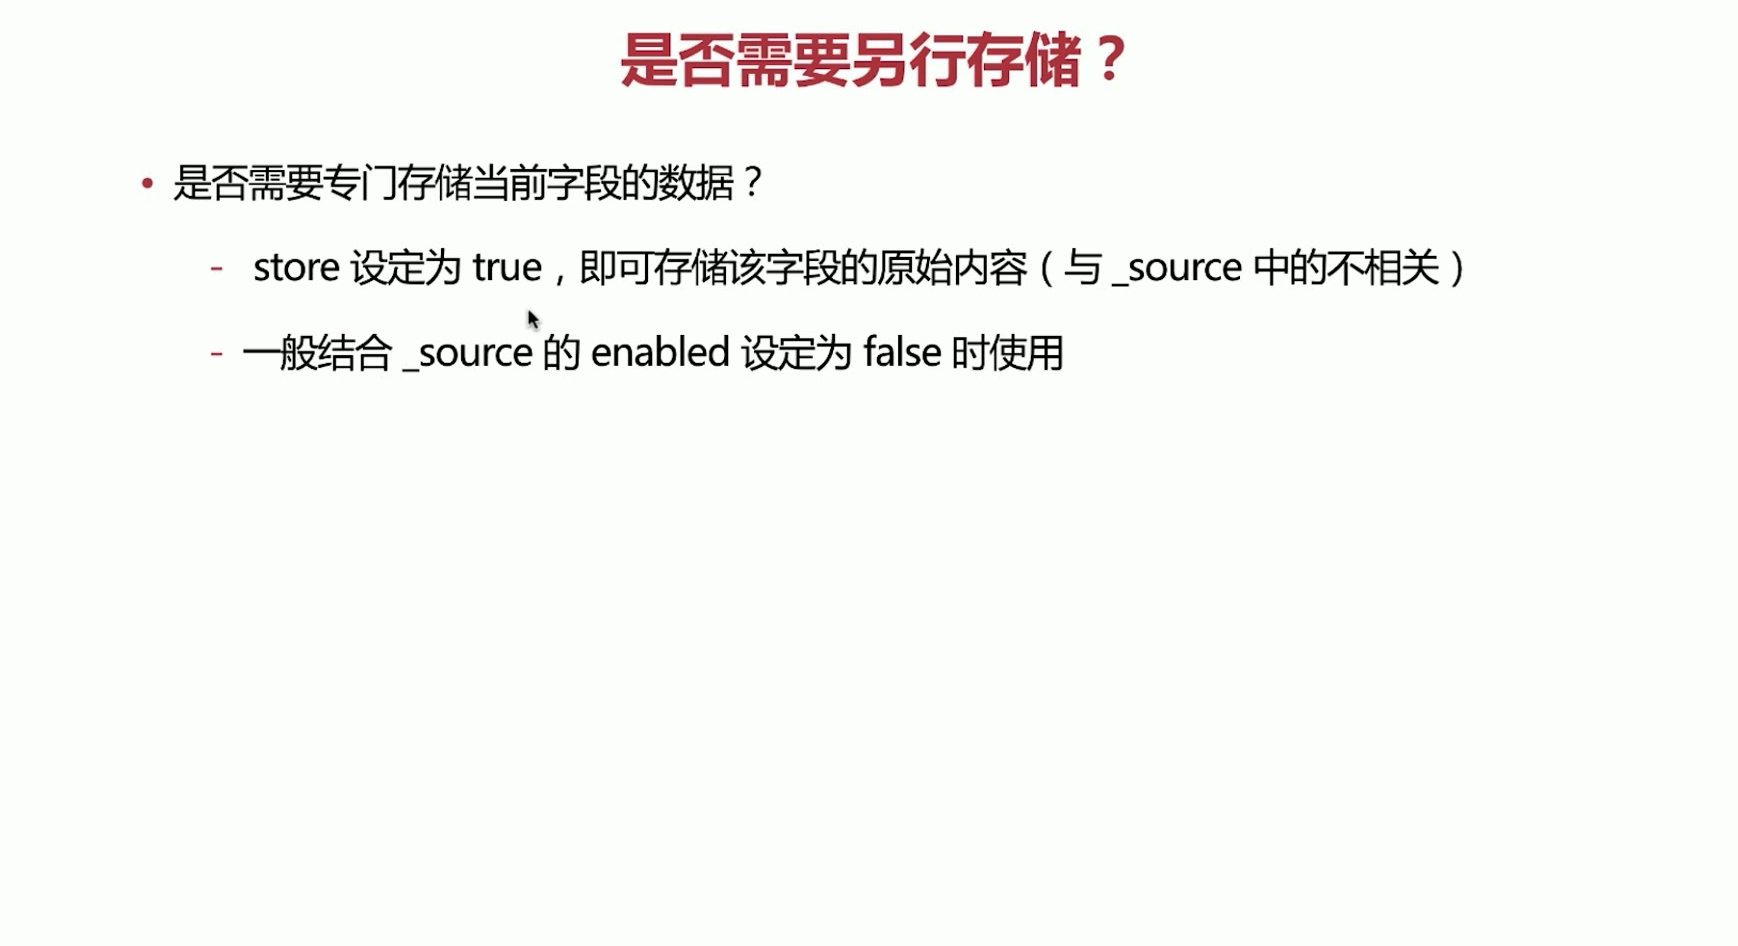 是否需要另行存储？
• 是否需要专门存储当前字段的数据？
- store 设定为 true，即可存储该字段的原始内容（与 _source 中的不相关）
- 一般结合 _source 的 enabled 设定为 false 时使用